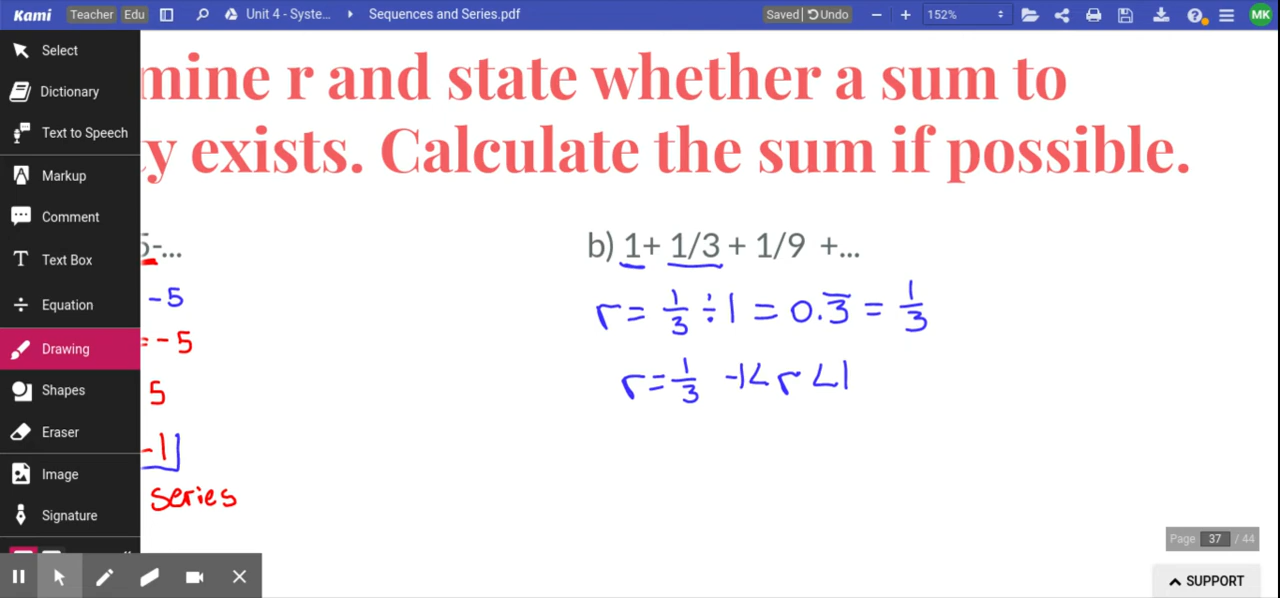 Kami Teacher Edu Unit 4 - Syste... Sequences and Series.pdf Saved Undo − + 152% MK
Select
Dictionary
Text to Speech
Markup
Comment
Text Box
Equation
Drawing
Shapes
Eraser
Image
Signature
mine r and state whether a sum to
ty exists. Calculate the sum if possible.
5-...
-5
= -5
5
-1
series
b) 1+ 1/3 + 1/9 +...
r = 1/3 ÷ 1 = 0.3̅ = 1/3
r = 1/3 -1 < r < 1
Page 37 / 44
SUPPORT